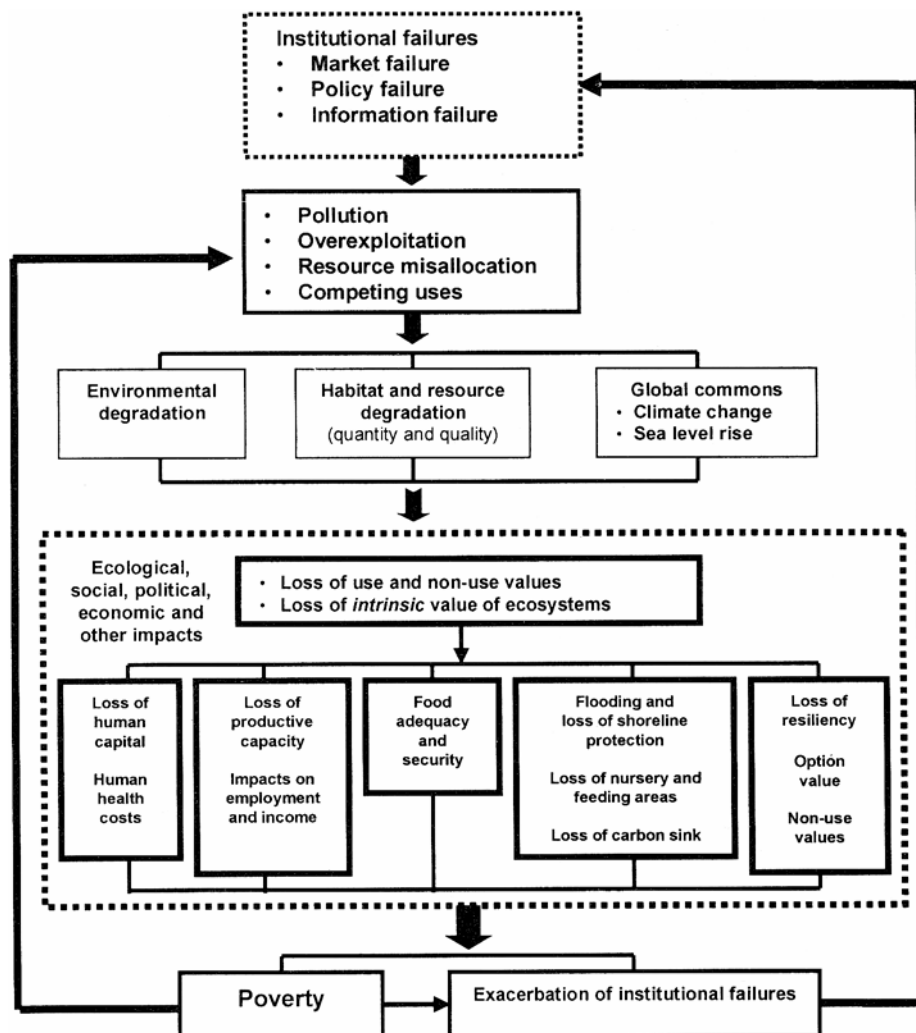 Institutional failures
• Market failure
• Policy failure
• Information failure
• Pollution
• Overexploitation
• Resource misallocation
• Competing uses
Environmental
degradation
Habitat and resource
degradation
(quantity and quality)
Global commons
• Climate change
• Sea level rise
Ecological,
social, political,
economic and
other impacts
• Loss of use and non-use values
• Loss of intrinsic value of ecosystems
Loss of
human
capital
Human
health
costs
Loss of
productive
capacity
Impacts on
employment
and income
Food
adequacy
and
security
Flooding and
loss of shoreline
protection
Loss of nursery and
feeding areas
Loss of carbon sink
Loss of
resiliency
Option
value
Non-use
values
Poverty
Exacerbation of institutional failures